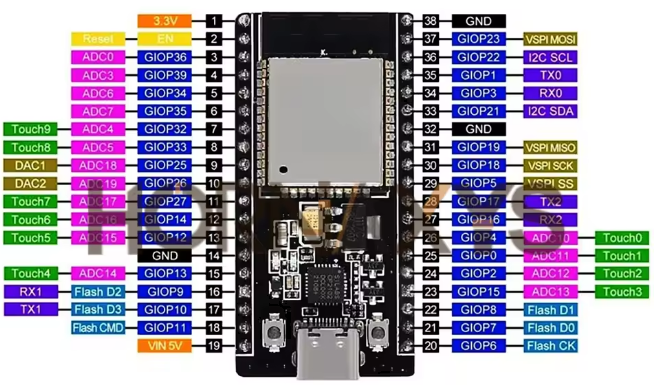 3.3V 1 38 GND
Reset EN 2 37 GIOP23 VSPI MOSI
ADC0 GIOP36 3 36 GIOP22 I2C SCL
ADC3 GIOP39 4 35 GIOP1 TX0
ADC6 GIOP34 5 34 GIOP3 RX0
ADC7 GIOP35 6 33 GIOP21 I2C SDA
Touch9 ADC4 GIOP32 7 32 GND
Touch8 ADC5 GIOP33 8 31 GIOP19 VSPI MISO
DAC1 ADC18 GIOP25 9 30 GIOP18 VSPI SCK
DAC2 ADC19 GIOP26 10 29 GIOP5 VSPI SS
Touch7 ADC17 GIOP27 11 28 GIOP17 TX2
Touch6 ADC16 GIOP14 12 27 GIOP16 RX2
Touch5 ADC15 GIOP12 13 26 GIOP4 ADC10 Touch0
GND 14 25 GIOP0 ADC11 Touch1
Touch4 ADC14 GIOP13 15 24 GIOP2 ADC12 Touch2
RX1 Flash D2 GIOP9 16 23 GIOP15 ADC13 Touch3
TX1 Flash D3 GIOP10 17 22 GIOP8 Flash D1
Flash CMD GIOP11 18 21 GIOP7 Flash D0
VIN 5V 19 20 GIOP6 Flash CK